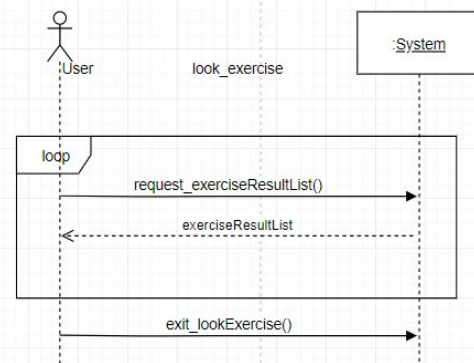 User
look_exercise
:System
loop
request_exerciseResultList()
exerciseResultList
exit_lookExercise()